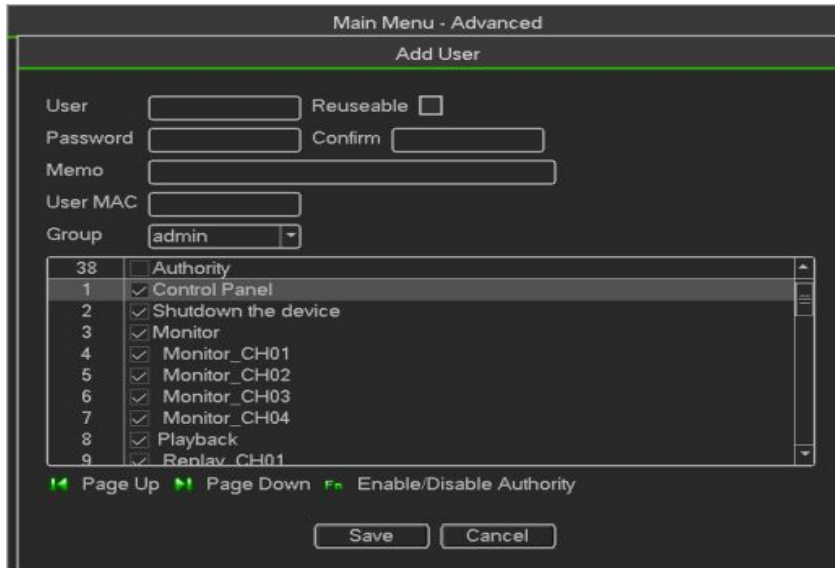 Main Menu - Advanced
Add User
User Reuseable
Password Confirm
Memo
User MAC
Group admin
38 Authority
1 Control Panel
2 Shutdown the device
3 Monitor
4 Monitor_CH01
5 Monitor_CH02
6 Monitor_CH03
7 Monitor_CH04
8 Playback
9 Replay_CH01
Page Up Page Down Fn Enable/Disable Authority
Save Cancel